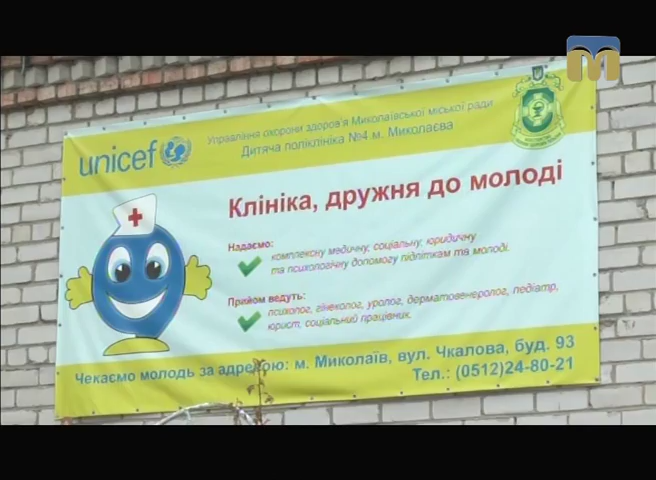 unicef
Управління охорони здоров'я Миколаївської міської ради
Дитяча поліклініка №4 м. Миколаєва
Клініка, дружня до молоді
Надаємо:
комплексну медичну, соціальну, юридичну
та психологічну допомогу підліткам та молоді.
Прийом ведуть:
психолог, гінеколог, уролог, дерматовенеролог, педіатр,
юрист, соціальний працівник.
Чекаємо молодь за адресою: м. Миколаїв, вул. Чкалова, буд. 93
Тел.: (0512)24-80-21